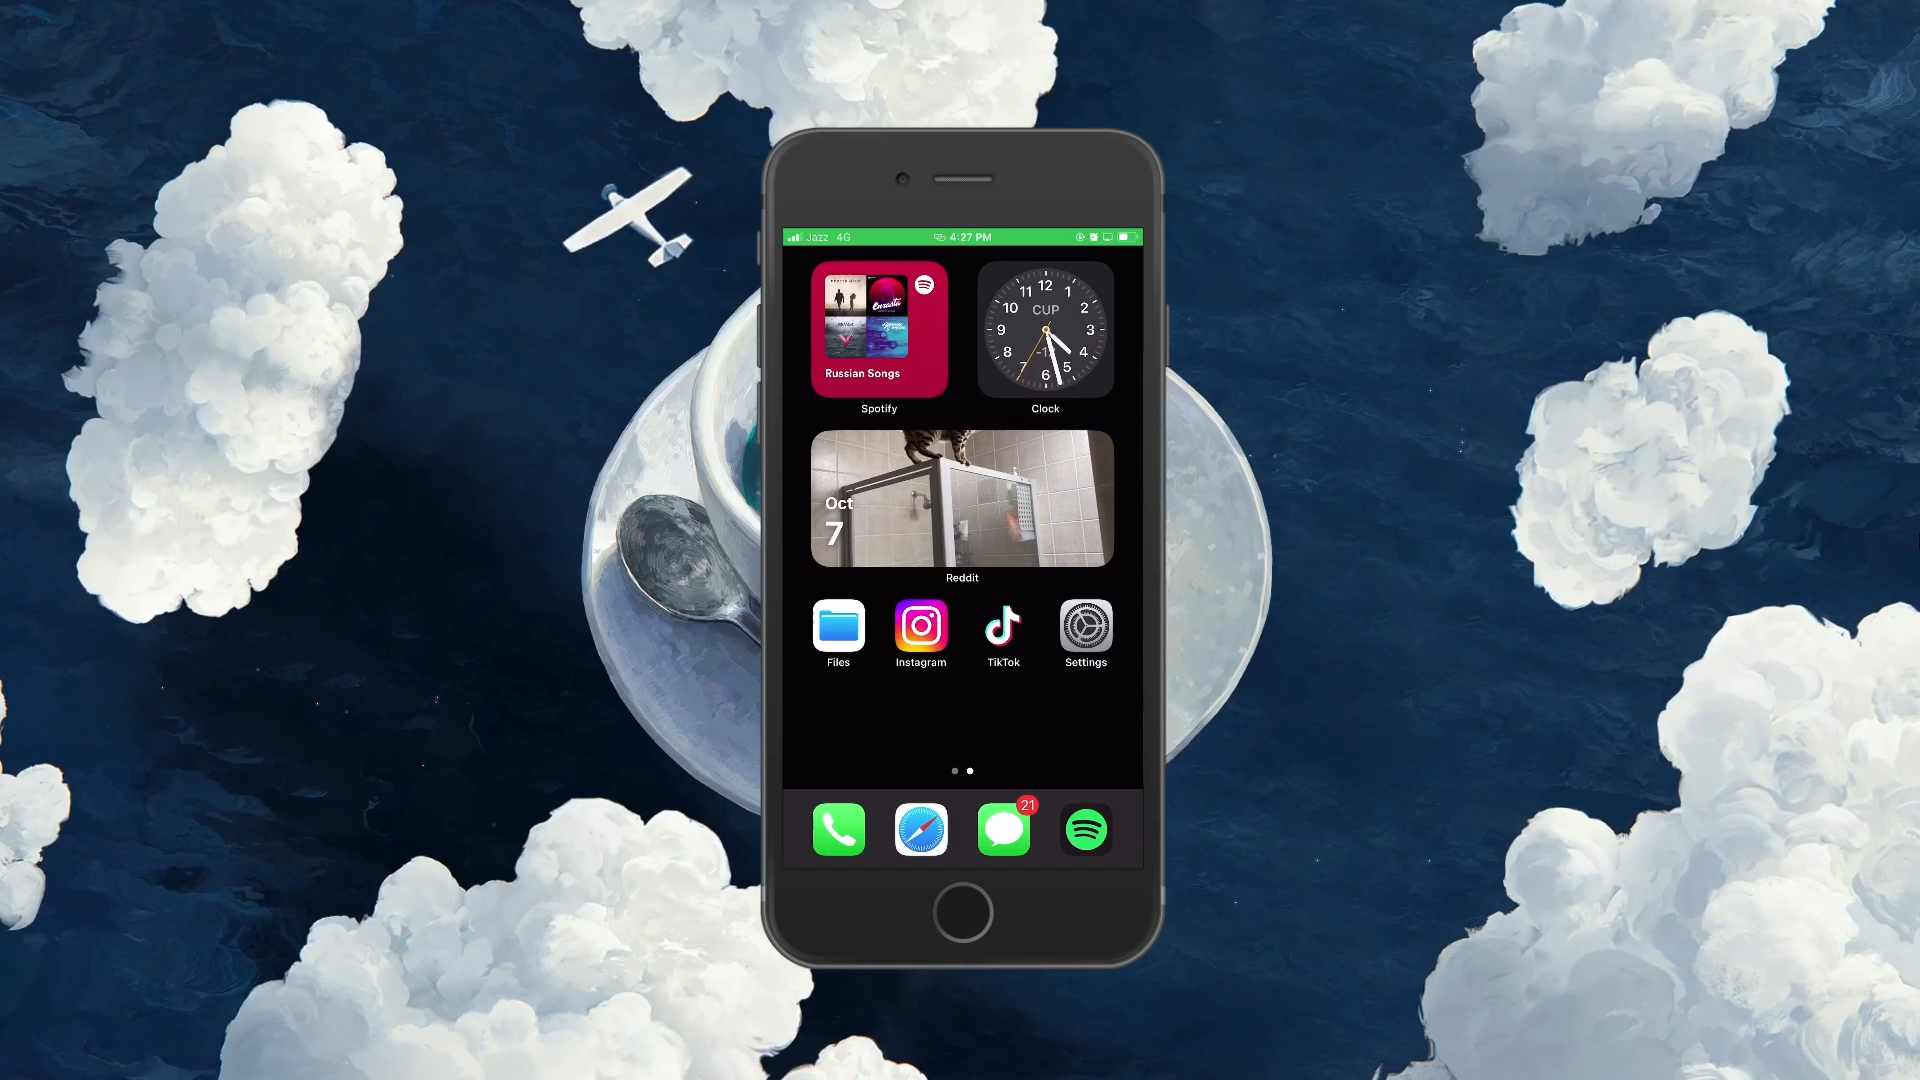 Jazz 4G 4:27 PM
Russian Songs
Spotify
12
11 1
10 2
CUP
9 3
8 4
7 5
6
Clock
Oct
7
Reddit
Files Instagram TikTok Settings
21